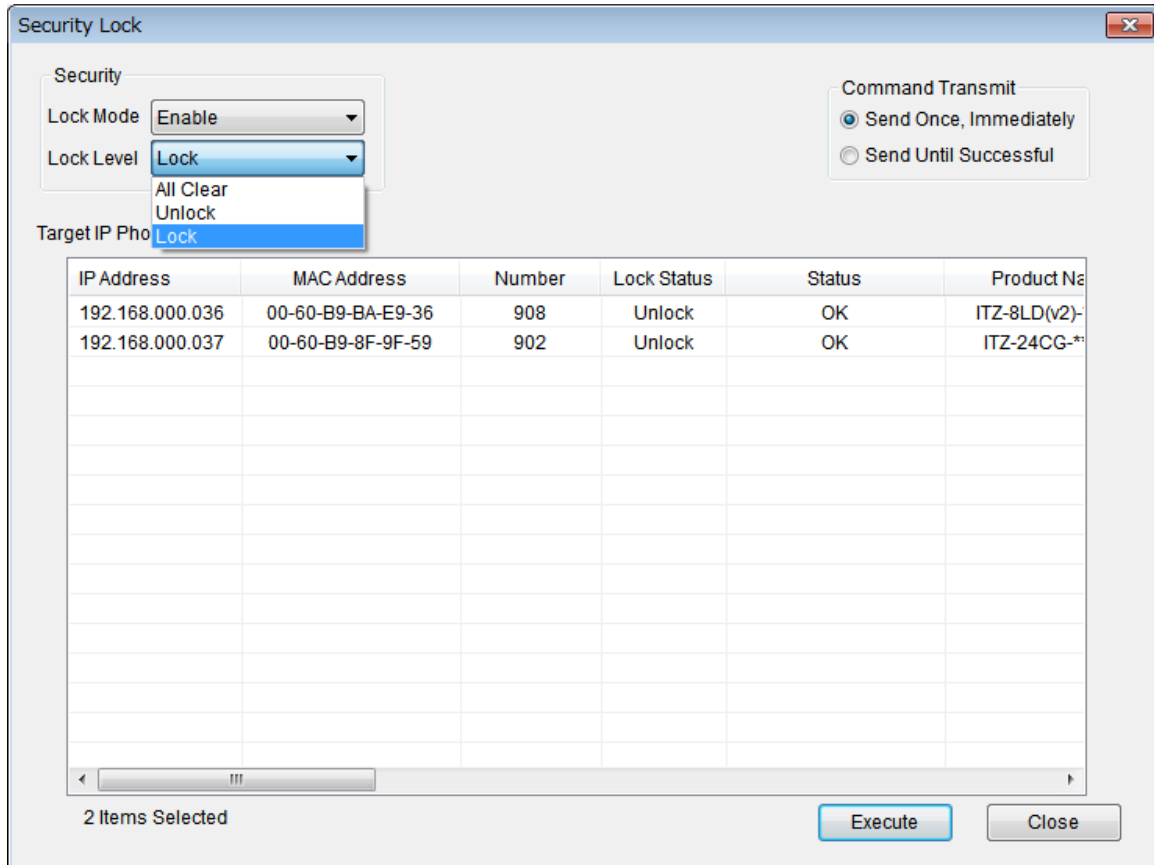 Security Lock
Security
Lock Mode Enable
Lock Level Lock
All Clear
Unlock
Lock
Command Transmit
Send Once, Immediately
Send Until Successful
Target IP Pho
IP Address MAC Address Number Lock Status Status Product Na
192.168.000.036 00-60-B9-BA-E9-36 908 Unlock OK ITZ-8LD(v2)-
192.168.000.037 00-60-B9-8F-9F-59 902 Unlock OK ITZ-24CG-*
2 Items Selected
Execute Close